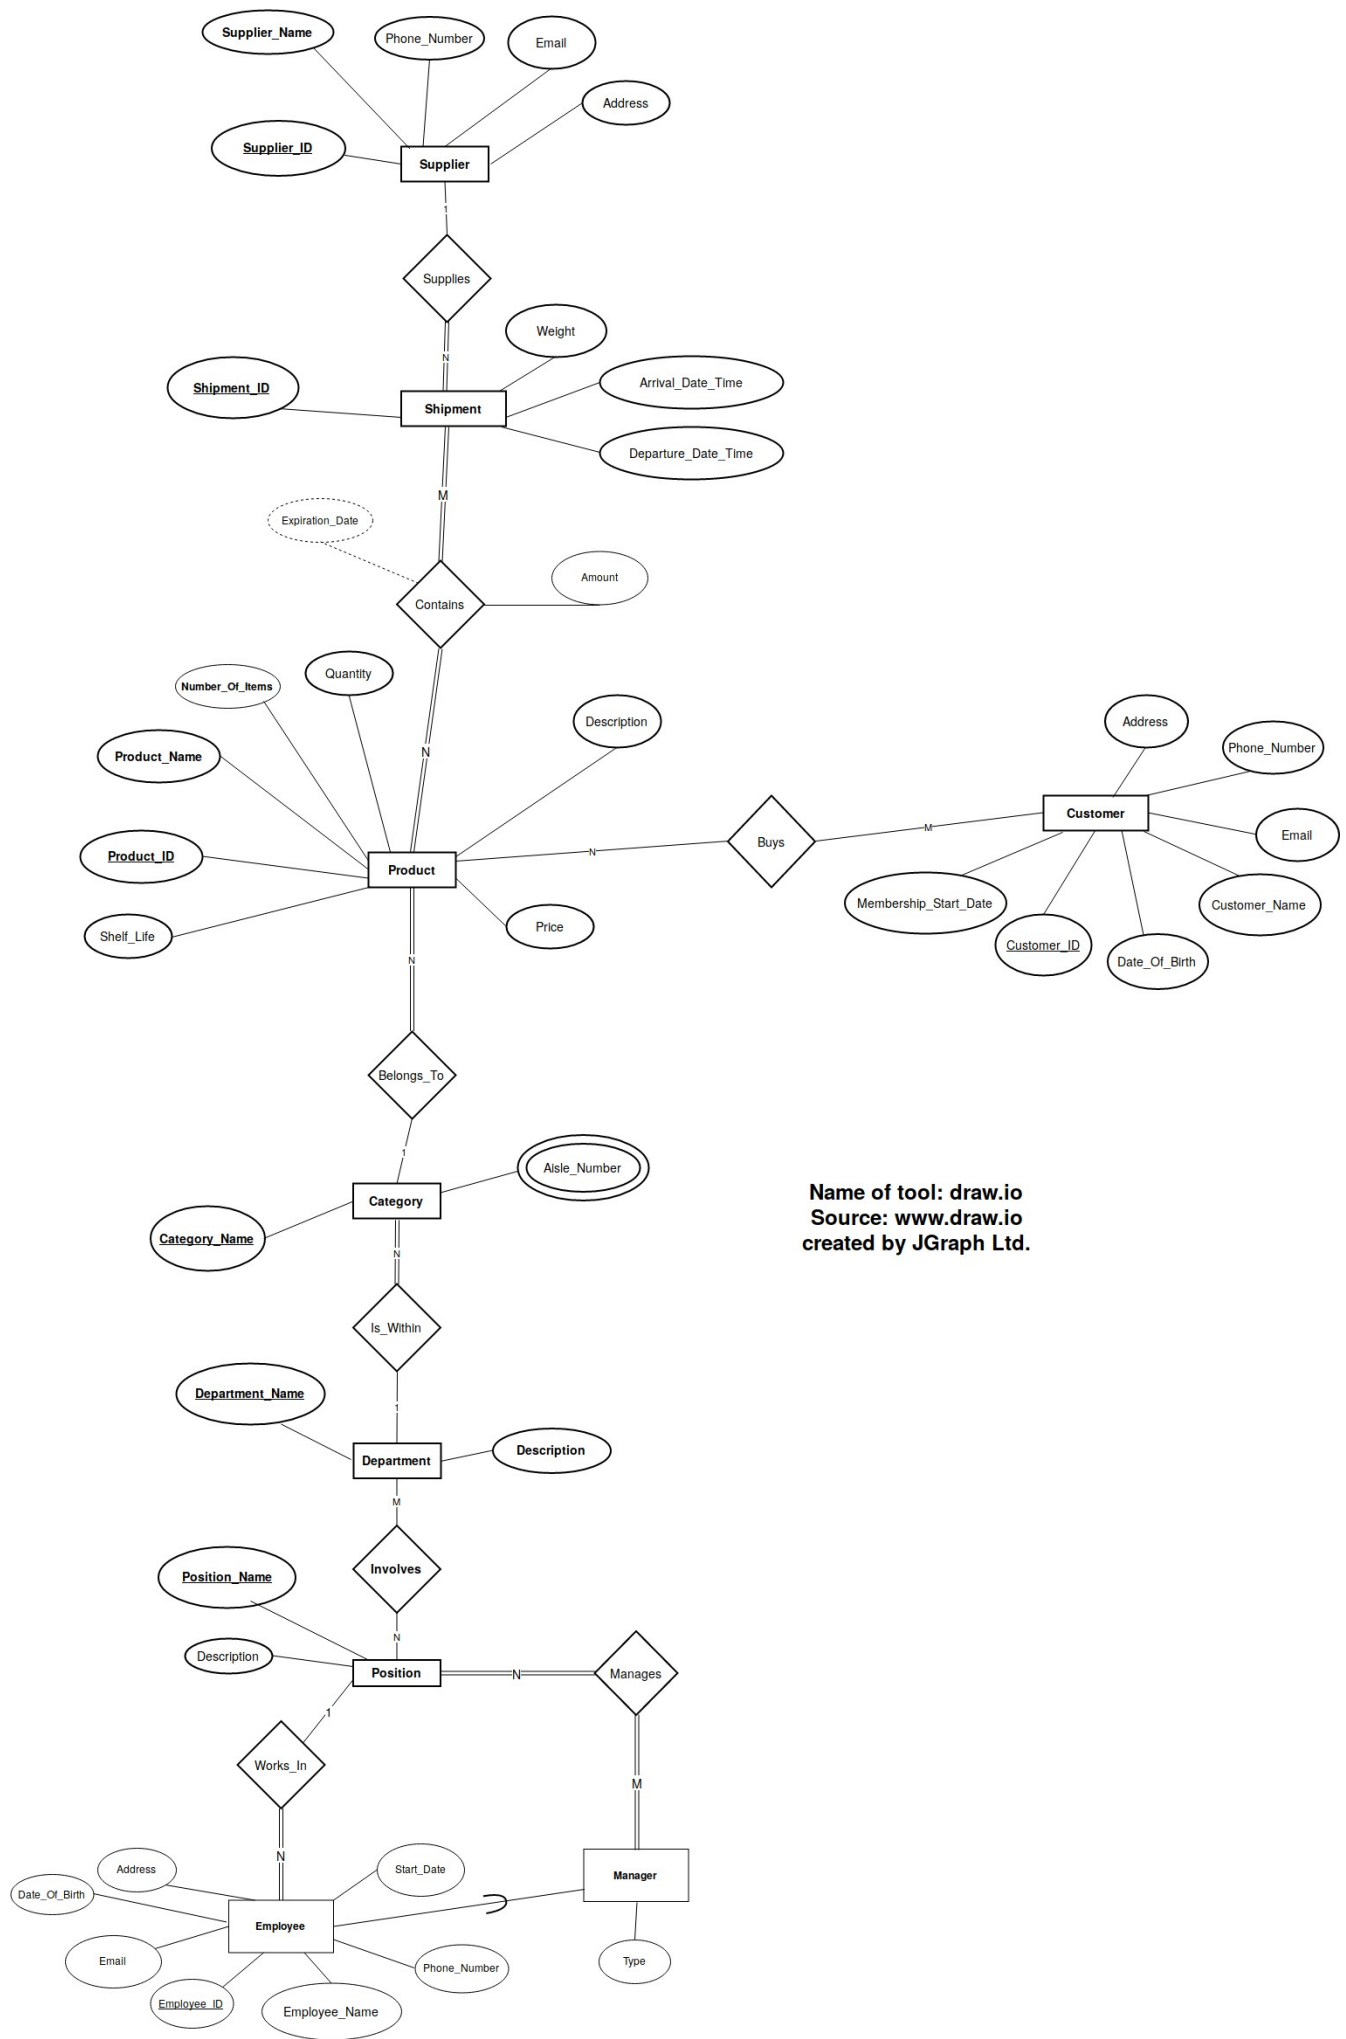 Supplier_Name
Phone_Number
Email
Address
Supplier_ID
Supplier
1
Supplies
Weight
N
Arrival_Date_Time
Shipment_ID
Shipment
Departure_Date_Time
M
Expiration_Date
Amount
Contains
Quantity
Number_Of_Items
Description
Address
Phone_Number
Product_Name
N
Customer
M
Email
Buys
N
Product_ID
Product
Membership_Start_Date
Customer_Name
Price
Shelf_Life
Customer_ID
Date_Of_Birth
N
Belongs_To
1
Aisle_Number
Category
Category_Name
Name of tool: draw.io
Source: www.draw.io
created by JGraph Ltd.
N
Is_Within
Department_Name
1
Description
Department
M
Involves
Position_Name
N
Description
Position
N
Manages
1
Works_In
M
N
Address
Start_Date
Manager
Date_Of_Birth
Employee
Email
Phone_Number
Type
Employee_ID
Employee_Name